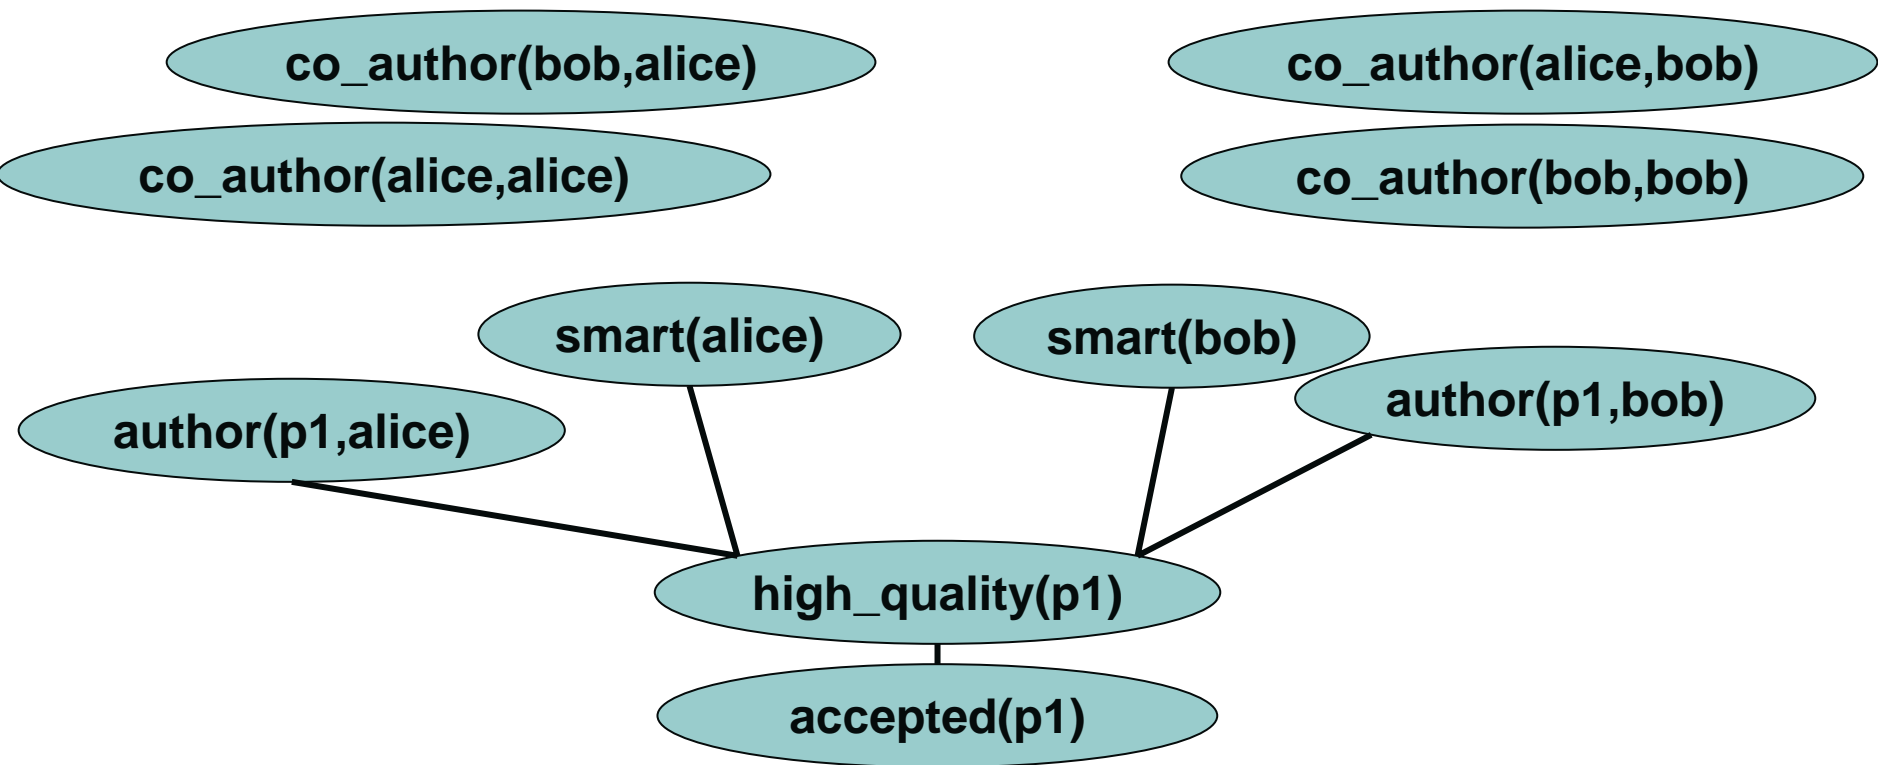 co_author(bob,alice)
co_author(alice,bob)
co_author(alice,alice)
co_author(bob,bob)
smart(alice)
smart(bob)
author(p1,alice)
author(p1,bob)
high_quality(p1)
accepted(p1)